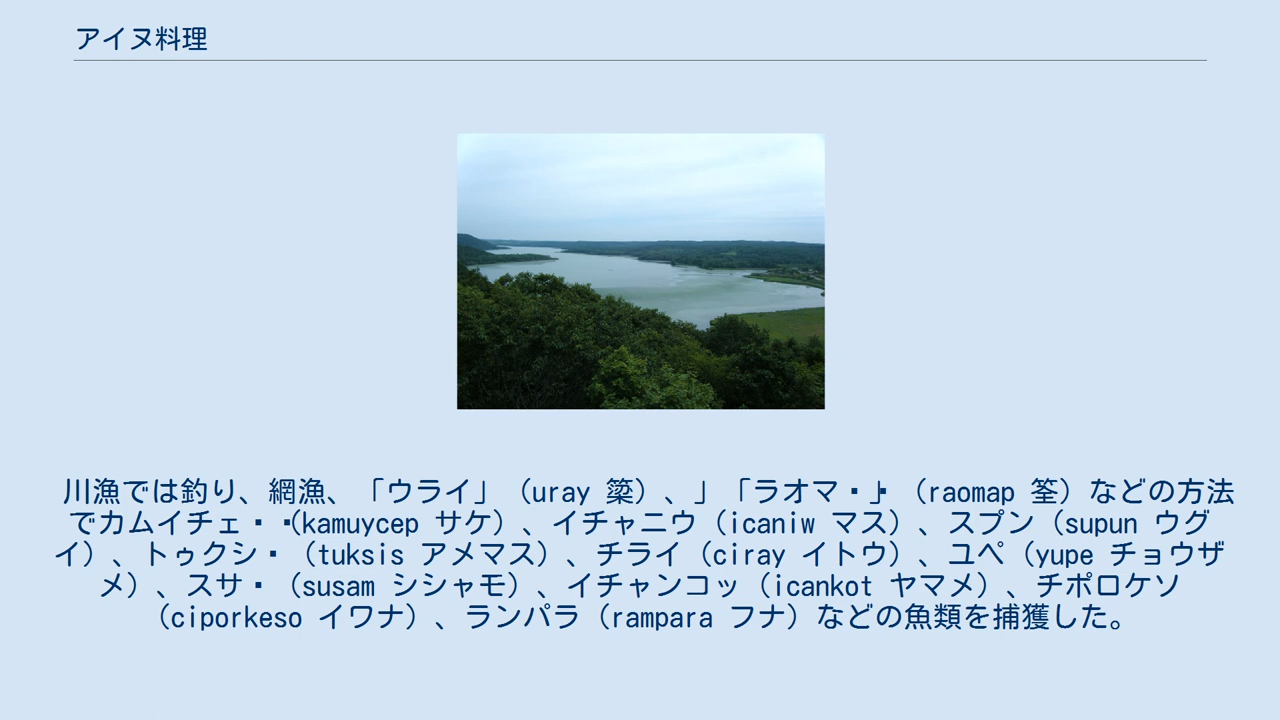 アイヌ料理
川漁では釣り、網漁、「ウライ」（uray 簗）、」「ラオマ・」・（raomap 筌）などの方法
でカムイチェ・・(kamuycep サケ）、イチャニウ（icaniw マス）、スプン（supun ウグ
イ）、トゥクシ・（tuksis アメマス）、チライ（ciray イトウ）、ユペ（yupe チョウザ
メ）、スサ・（susam シシャモ）、イチャンコッ（icankot ヤマメ）、チポロケソ
（ciporkeso イワナ）、ランパラ（rampara フナ）などの魚類を捕獲した。